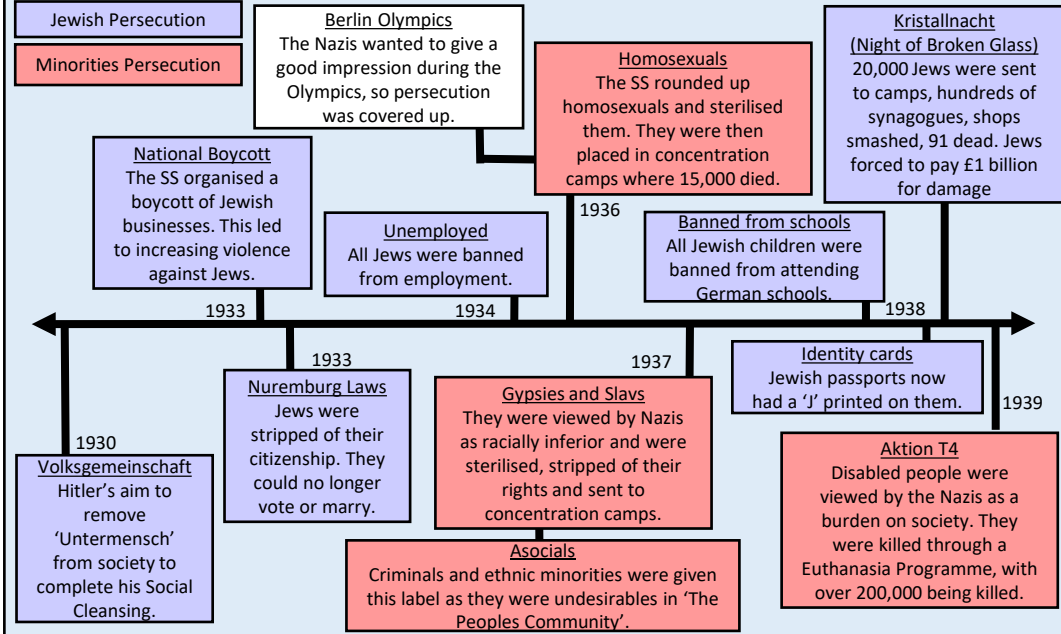 Jewish Persecution
Minorities Persecution
Berlin Olympics
The Nazis wanted to give a
good impression during the
Olympics, so persecution
was covered up.
Homosexuals
The SS rounded up
homosexuals and sterilised
them. They were then
placed in concentration
camps where 15,000 died.
Kristallnacht
(Night of Broken Glass)
20,000 Jews were sent
to camps, hundreds of
synagogues, shops
smashed, 91 dead. Jews
forced to pay £1 billion
for damage
National Boycott
The SS organised a
boycott of Jewish
businesses. This led
to increasing violence
against Jews.
Unemployed
All Jews were banned
from employment.
1936
Banned from schools
All Jewish children were
banned from attending
German schools.
1933
1934
1938
1933
1937
1939
1930
Volksgemeinschaft
Hitler’s aim to
remove
‘Untermensch’
from society to
complete his Social
Cleansing.
Nuremburg Laws
Jews were
stripped of their
citizenship. They
could no longer
vote or marry.
Gypsies and Slavs
They were viewed by Nazis
as racially inferior and were
sterilised, stripped of their
rights and sent to
concentration camps.
Asocials
Criminals and ethnic minorities were given
this label as they were undesirables in ‘The
Peoples Community’.
Identity cards
Jewish passports now
had a ‘J’ printed on them.
Aktion T4
Disabled people were
viewed by the Nazis as a
burden on society. They
were killed through a
Euthanasia Programme, with
over 200,000 being killed.